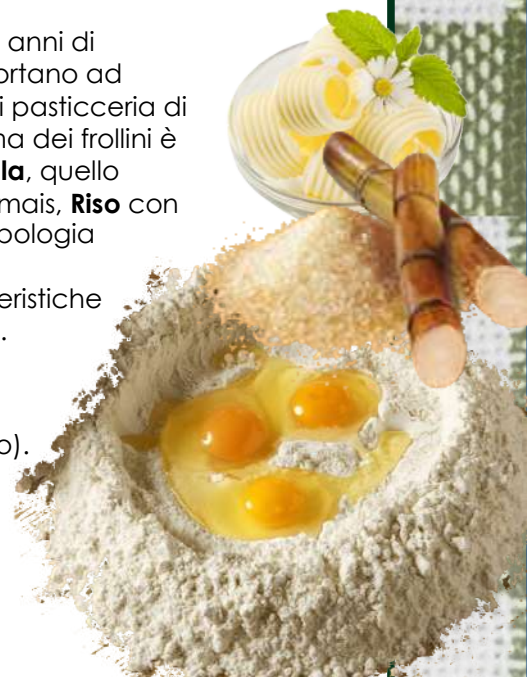 anni di
ortano ad
i pasticceria di
na dei frollini è
la, quello
mais, Riso con
pologia
eristiche
.
o).